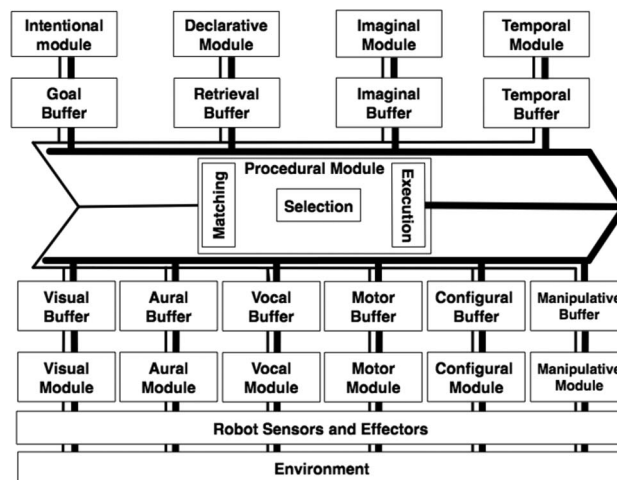 Intentional module
Declarative Module
Imaginal Module
Temporal Module
Goal Buffer
Retrieval Buffer
Imaginal Buffer
Temporal Buffer
Procedural Module
Matching
Selection
Execution
Visual Buffer
Aural Buffer
Vocal Buffer
Motor Buffer
Configural Buffer
Manipulative Buffer
Visual Module
Aural Module
Vocal Module
Motor Module
Configural Module
Manipulative Module
Robot Sensors and Effectors
Environment